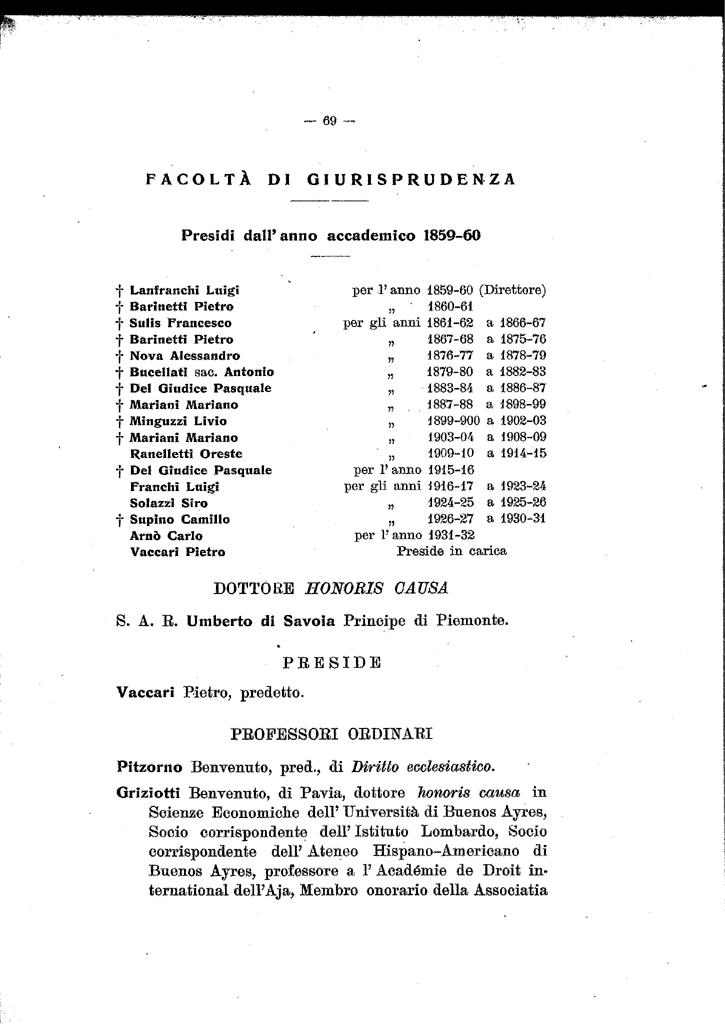 — 69 —
FACOLTÀ DI GIURISPRUDENZA
Presidi dall'anno accademico 1859-60
† Lanfranchi Luigi per l'anno 1859-60 (Direttore)
† Barinetti Pietro „ 1860-61
† Sulis Francesco per gli anni 1861-62 a 1866-67
† Barinetti Pietro „ 1867-68 a 1875-76
† Nova Alessandro „ 1876-77 a 1878-79
† Bucellati sac. Antonio „ 1879-80 a 1882-83
† Del Giudice Pasquale „ 1883-84 a 1886-87
† Mariani Mariano „ 1887-88 a 1898-99
† Minguzzi Livio „ 1899-900 a 1902-03
† Mariani Mariano „ 1903-04 a 1908-09
Ranelletti Oreste „ 1909-10 a 1914-15
† Del Giudice Pasquale per l'anno 1915-16
Franchi Luigi per gli anni 1916-17 a 1923-24
Solazzi Siro „ 1924-25 a 1925-26
† Supino Camillo „ 1926-27 a 1930-31
Arnò Carlo per l'anno 1931-32
Vaccari Pietro Preside in carica
DOTTORE HONORIS CAUSA
S. A. R. Umberto di Savoia Principe di Piemonte.
PRESIDE
Vaccari Pietro, predetto.
PROFESSORI ORDINARI
Pitzorno Benvenuto, pred., di Diritto ecclesiastico.
Griziotti Benvenuto, di Pavia, dottore honoris causa in
Scienze Economiche dell'Università di Buenos Ayres,
Socio corrispondente dell'Istituto Lombardo, Socio
corrispondente dell'Ateneo Hispano-Americano di
Buenos Ayres, professore a l'Académie de Droit in-
ternational dell'Aja, Membro onorario della Associatia